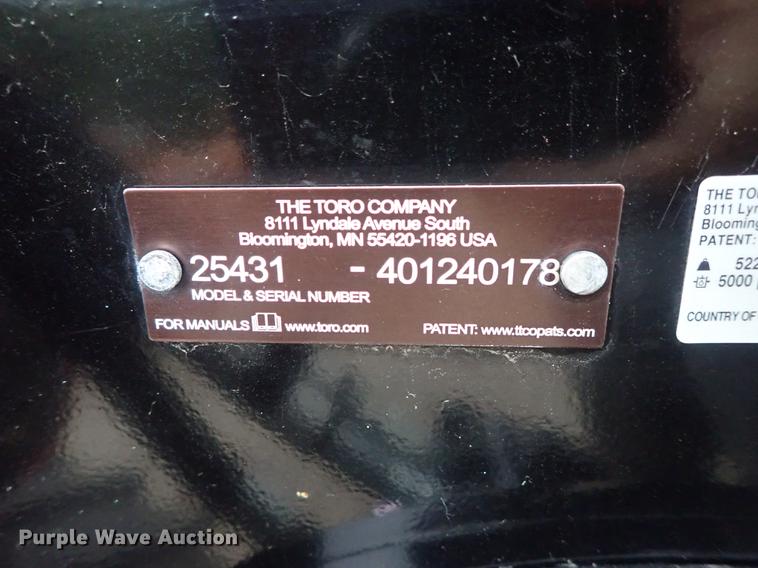 THE TORO COMPANY
8111 Lyndale Avenue South
Bloomington, MN 55420-1196 USA
25431 - 401240178
MODEL & SERIAL NUMBER
FOR MANUALS www.toro.com PATENT: www.ttcopats.com
THE TO
8111 Ly
Blooming
PATENT:
522
5000
COUNTRY OF
Purple Wave Auction